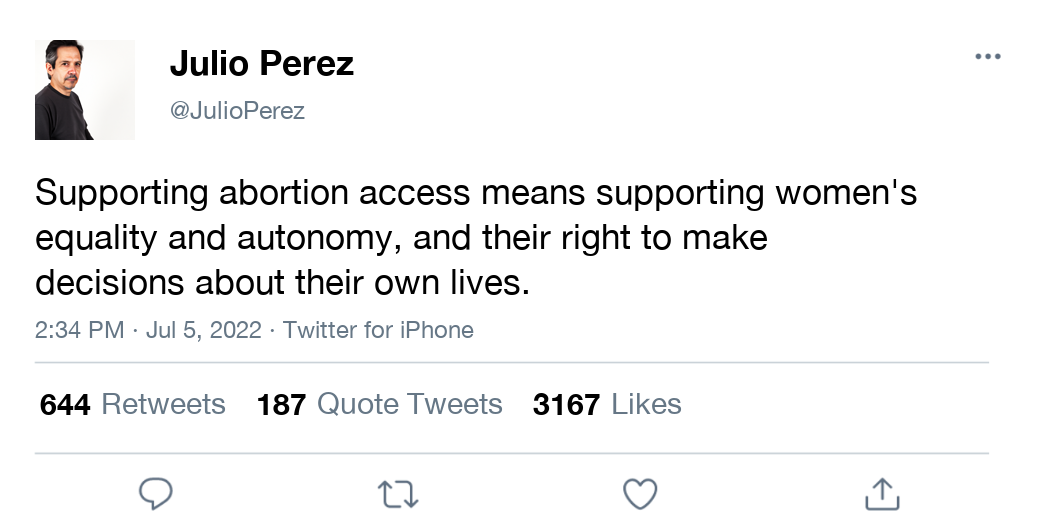 Julio Perez
@JulioPerez
Supporting abortion access means supporting women's
equality and autonomy, and their right to make
decisions about their own lives.
2:34 PM · Jul 5, 2022 · Twitter for iPhone
644 Retweets 187 Quote Tweets 3167 Likes